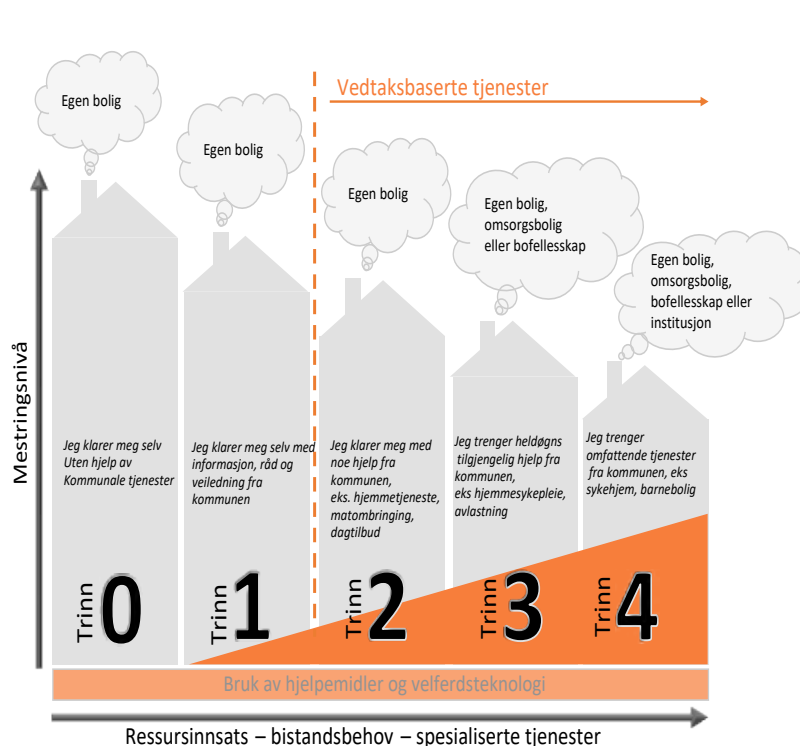 Vedtaksbaserte tjenester
Egen bolig
Egen bolig
Egen bolig
Egen bolig,
omsorgsbolig
eller bofellesskap
Egen bolig,
omsorgsbolig,
bofellesskap eller
institusjon
Mestringsnivå
Jeg klarer meg selv
Uten hjelp av
Kommunale tjenester
Jeg klarer meg selv med
informasjon, råd og
veiledning fra
kommunen
Jeg klarer meg med
noe hjelp fra
kommunen,
eks. hjemmetjeneste,
matombringing,
dagtilbud
Jeg trenger heldøgns
tilgjengelig hjelp fra
kommunen,
eks hjemmesykepleie,
avlastning
Jeg trenger
omfattende tjenester
fra kommunen, eks
sykehjem, barnebolig
Trinn 0
Trinn 1
Trinn 2
Trinn 3
Trinn 4
Bruk av hjelpemidler og velferdsteknologi
Ressursinnsats – bistandsbehov – spesialiserte tjenester